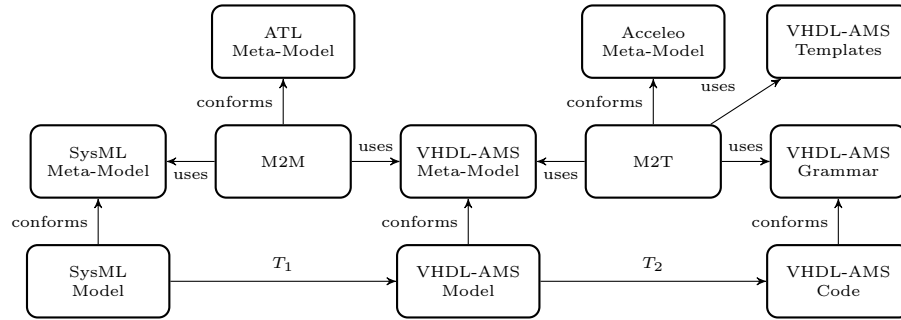 ATL
Meta-Model
Acceleo
Meta-Model
VHDL-AMS
Templates
conforms
conforms
uses
SysML
Meta-Model
uses
M2M
uses
VHDL-AMS
Meta-Model
uses
M2T
uses
VHDL-AMS
Grammar
conforms
conforms
conforms
SysML
Model
T1
VHDL-AMS
Model
T2
VHDL-AMS
Code